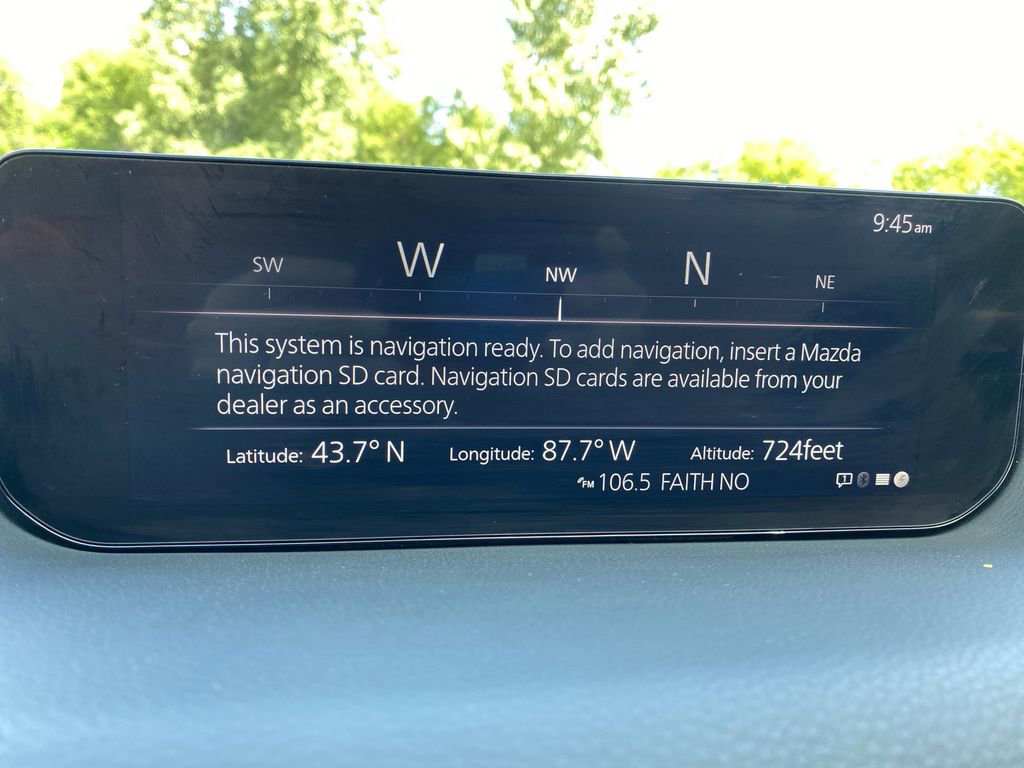 9:45am
SW W NW N NE
This system is navigation ready. To add navigation, insert a Mazda
navigation SD card. Navigation SD cards are available from your
dealer as an accessory.
Latitude: 43.7° N Longitude: 87.7° W Altitude: 724feet
FM 106.5 FAITH NO 1